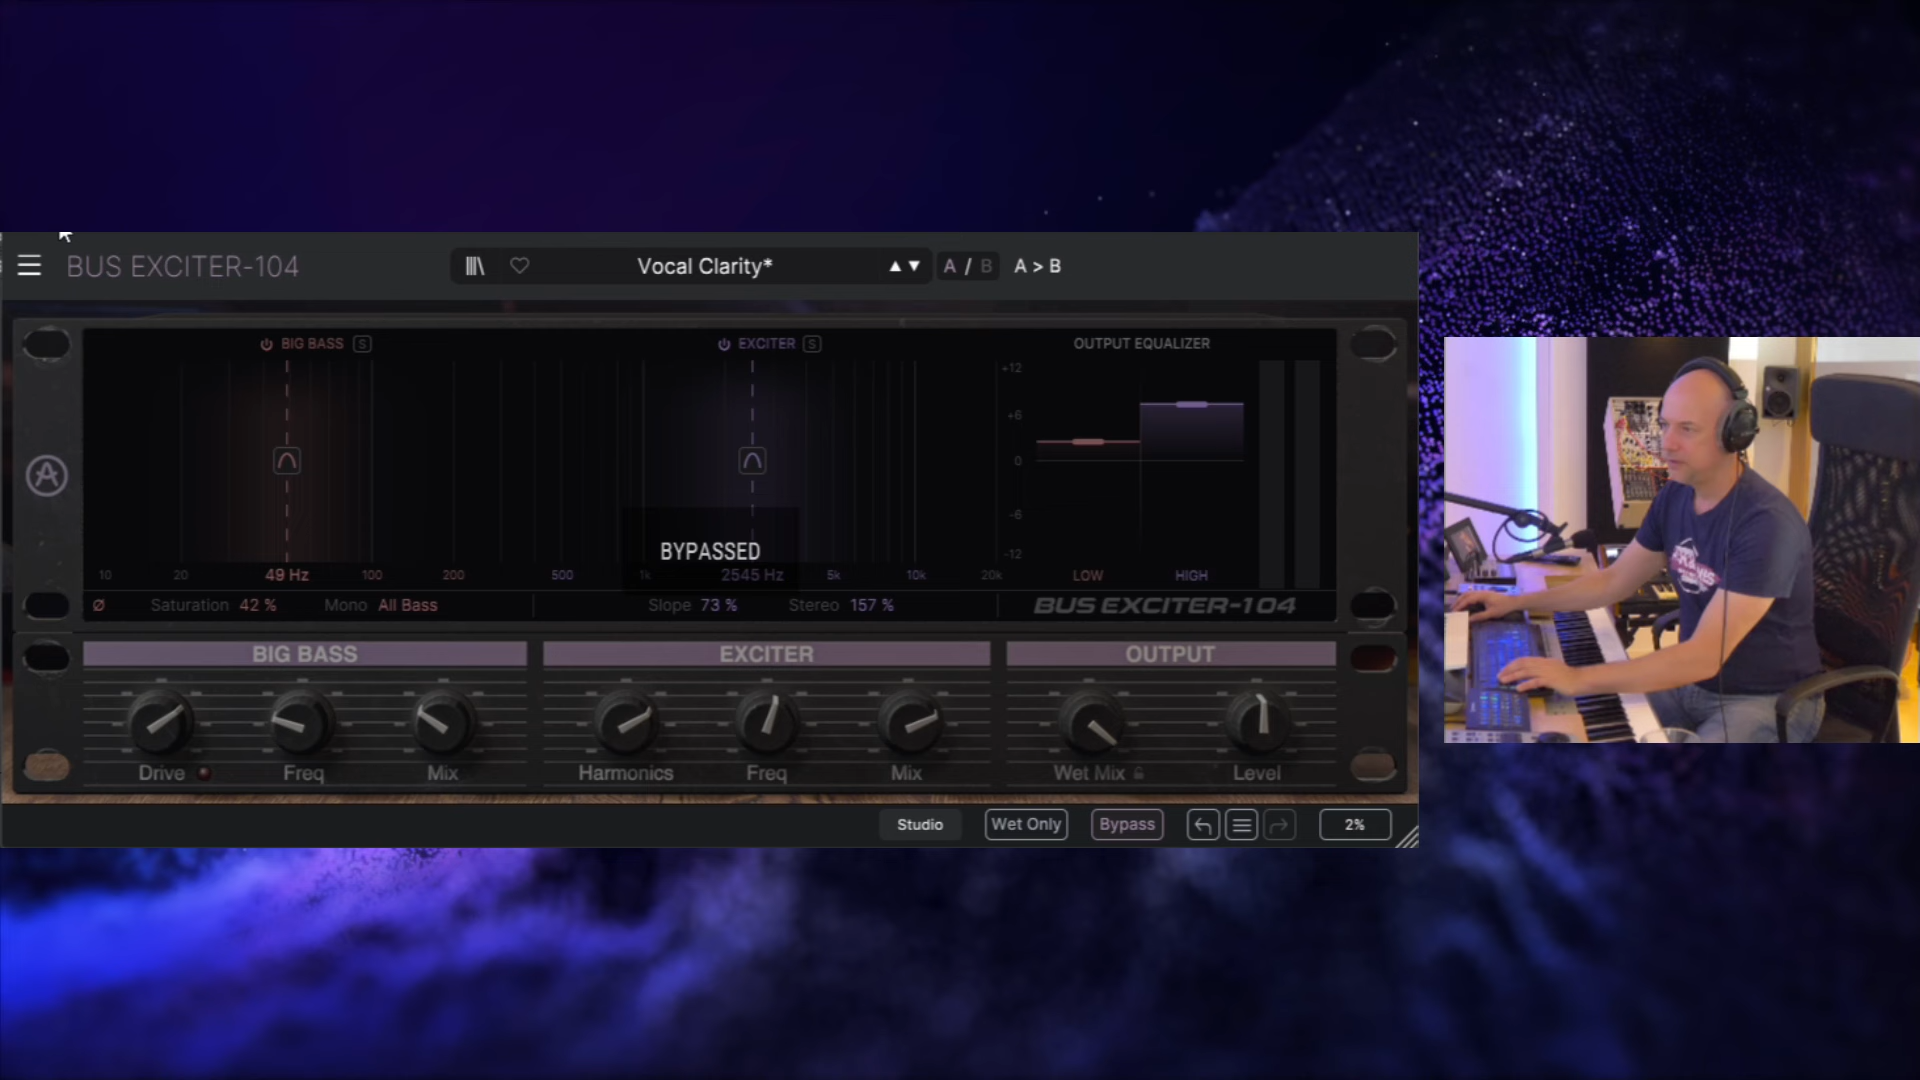 BUS EXCITER-104
Vocal Clarity*
A / B
A > B
BIG BASS S
EXCITER S
OUTPUT EQUALIZER
+12
+6
0
-6
-12
BYPASSED
10 20 49 Hz 100 200 500 1k 2545 Hz 5k 10k 20k
LOW HIGH
Ø Saturation 42 % Mono All Bass
Slope 73 % Stereo 157 %
BUS EXCITER-104
BIG BASS
EXCITER
OUTPUT
Drive Freq Mix
Harmonics Freq Mix
Wet Mix Level
Studio Wet Only Bypass 2%